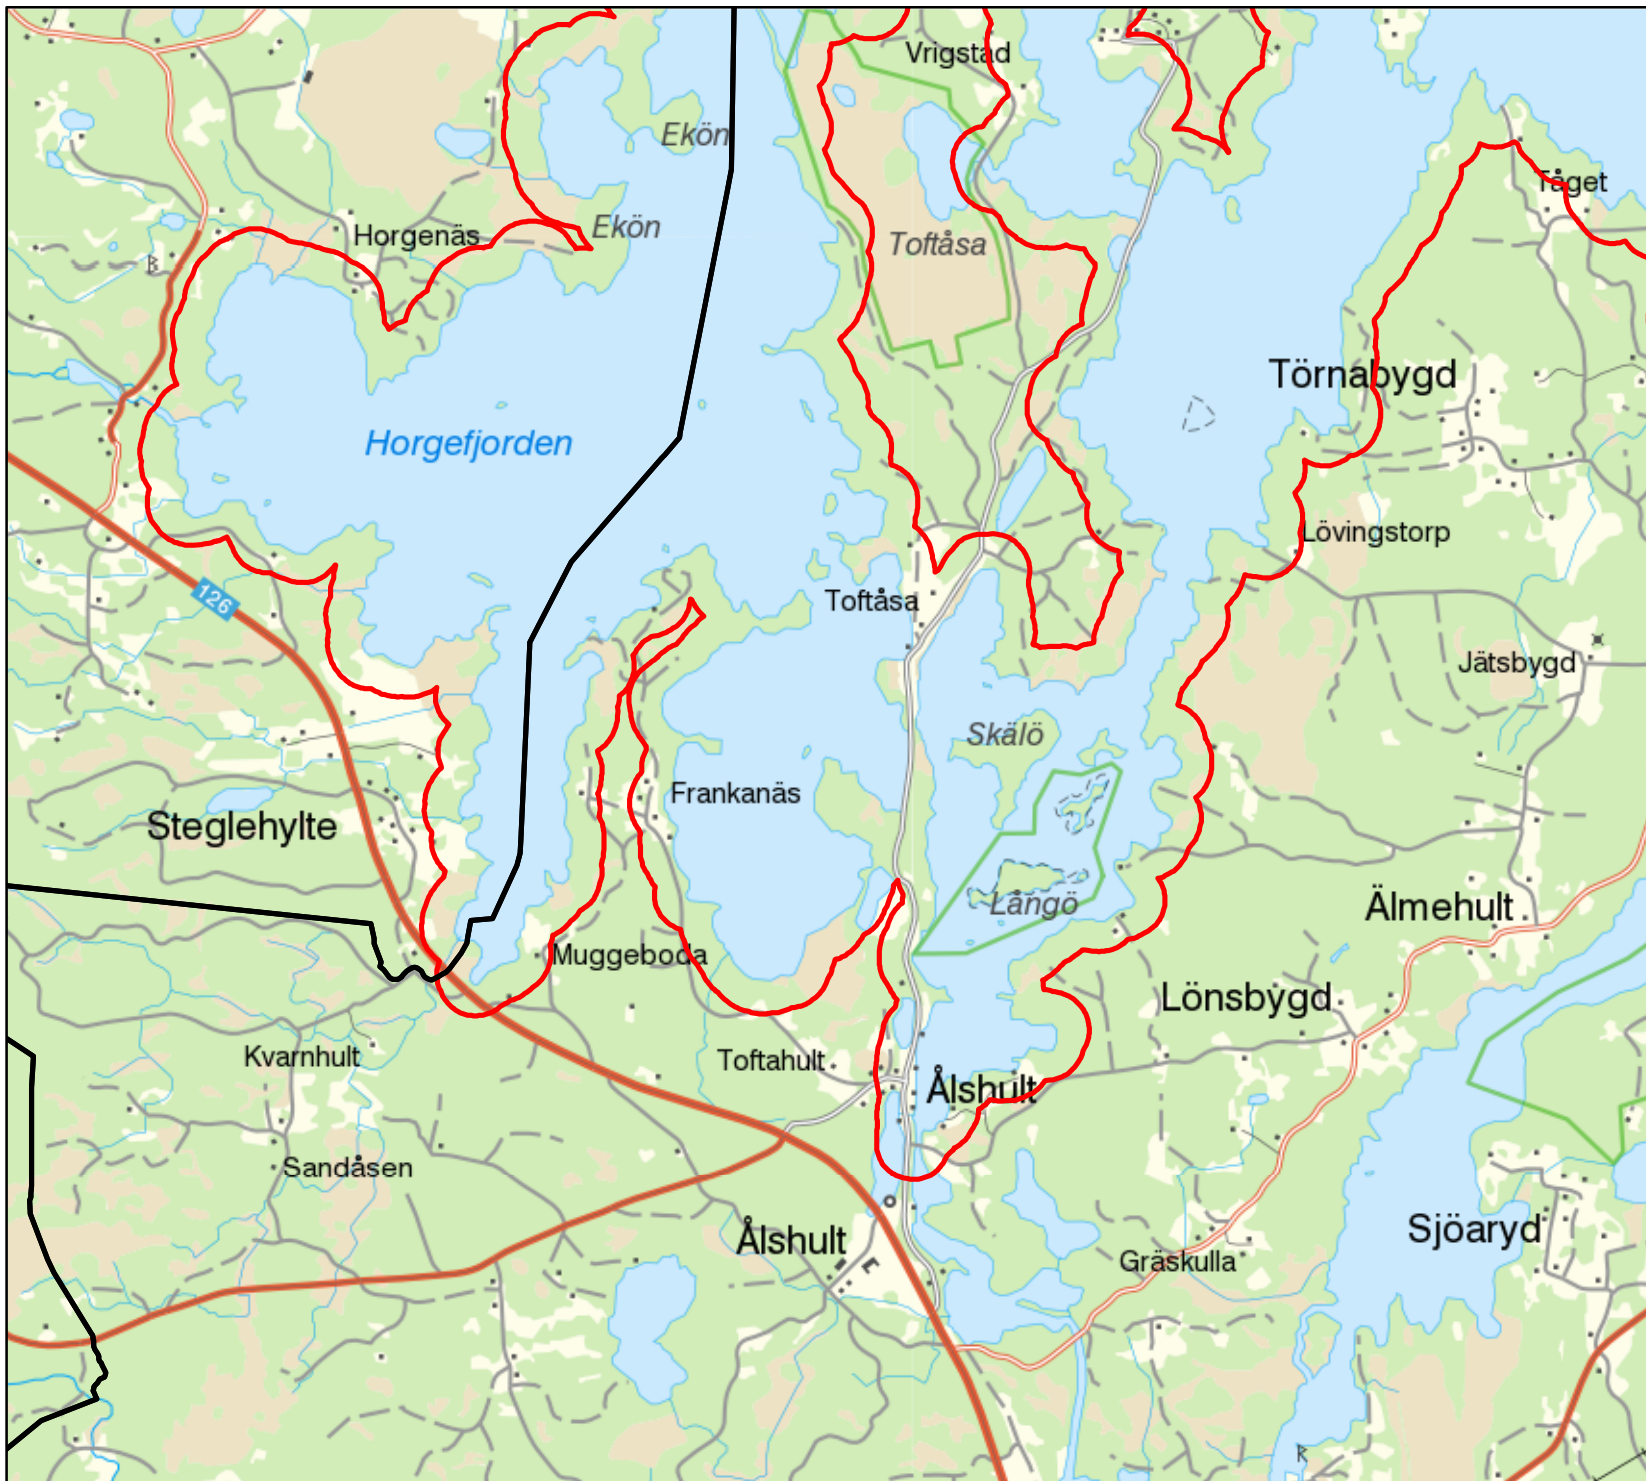 Vrigstad
Ekön
Tåget
Ekön
Horgenäs
Toftåsa
Törnabygd
Horgefjorden
Lövingstorp
126
Toftåsa
Jätsbygd
Skälö
Frankanäs
Steglehylte
Långö
Älmehult
Muggeboda
Lönsbygd
Kvarnhult
Toftahult
Ålshult
Sandåsen
Ålshult
Sjöaryd
Gräskulla
R